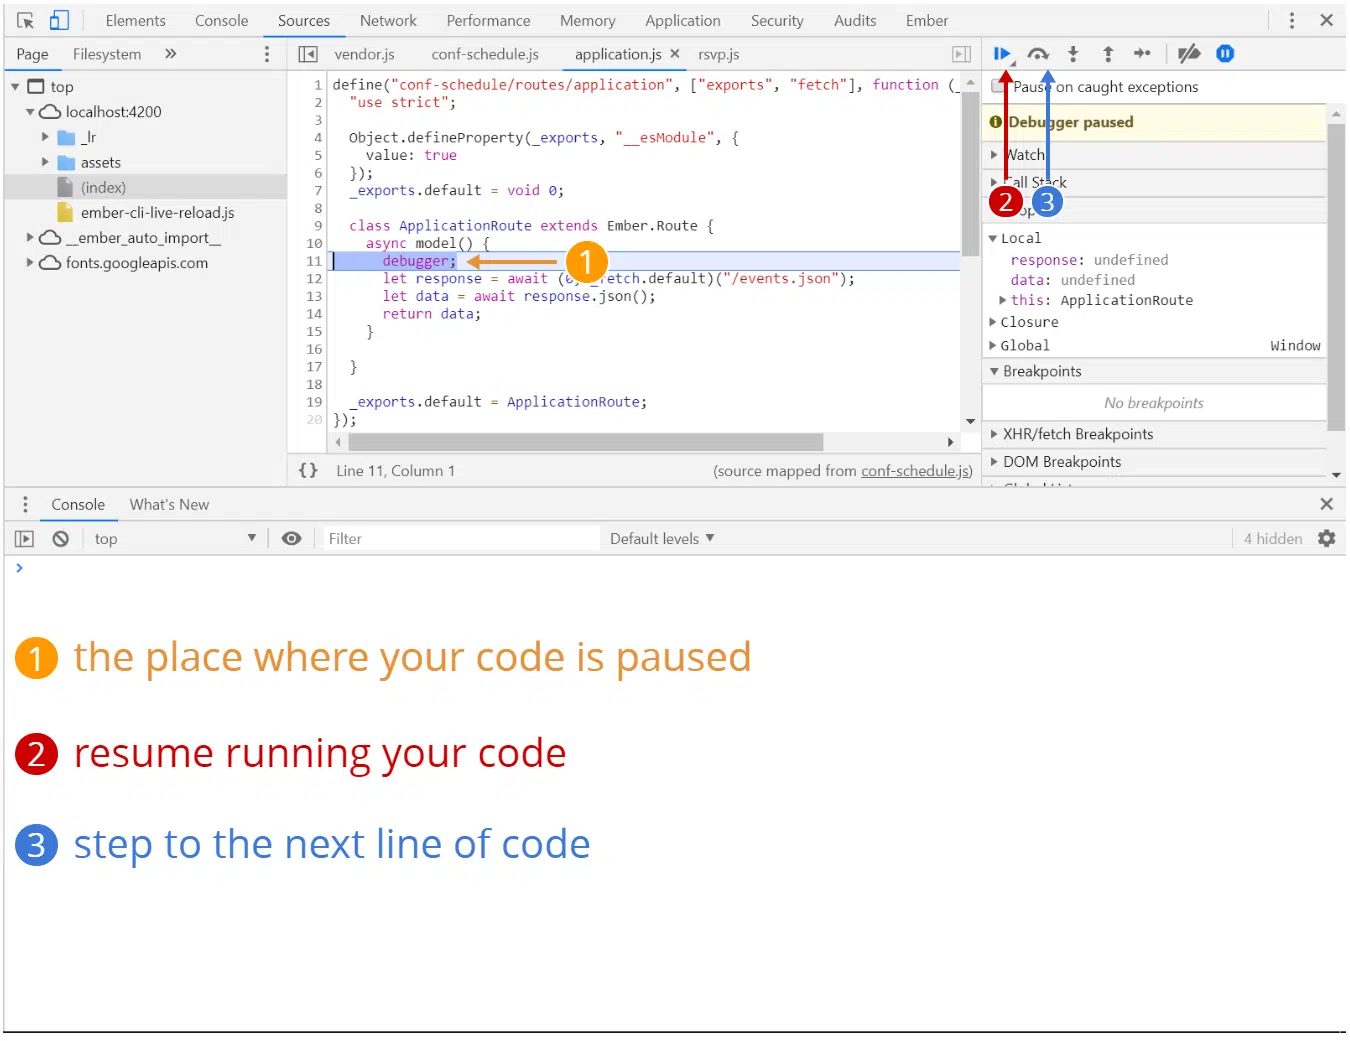 Elements Console Sources Network Performance Memory Application Security Audits Ember
Page Filesystem »
vendor.js conf-schedule.js application.js × rsvp.js
top
localhost:4200
_lr
assets
(index)
ember-cli-live-reload.js
__ember_auto_import__
fonts.googleapis.com
1 define("conf-schedule/routes/application", ["exports", "fetch"], function (_
2 "use strict";
3
4 Object.defineProperty(_exports, "__esModule", {
5 value: true
6 });
7 _exports.default = void 0;
8
9 class ApplicationRoute extends Ember.Route {
10 async model() {
11 debugger;
1
12 let response = await (0, _fetch.default)("/events.json");
13 let data = await response.json();
14 return data;
15 }
16
17 }
18
19 _exports.default = ApplicationRoute;
20 });
{ } Line 11, Column 1 (source mapped from conf-schedule.js)
Pause on caught exceptions
Debugger paused
Watch
Call Stack
2 3
Local
response: undefined
data: undefined
this: ApplicationRoute
Closure
Global Window
Breakpoints
No breakpoints
XHR/fetch Breakpoints
DOM Breakpoints
Console What's New
top Filter Default levels ▼ 4 hidden
>
1 the place where your code is paused
2 resume running your code
3 step to the next line of code